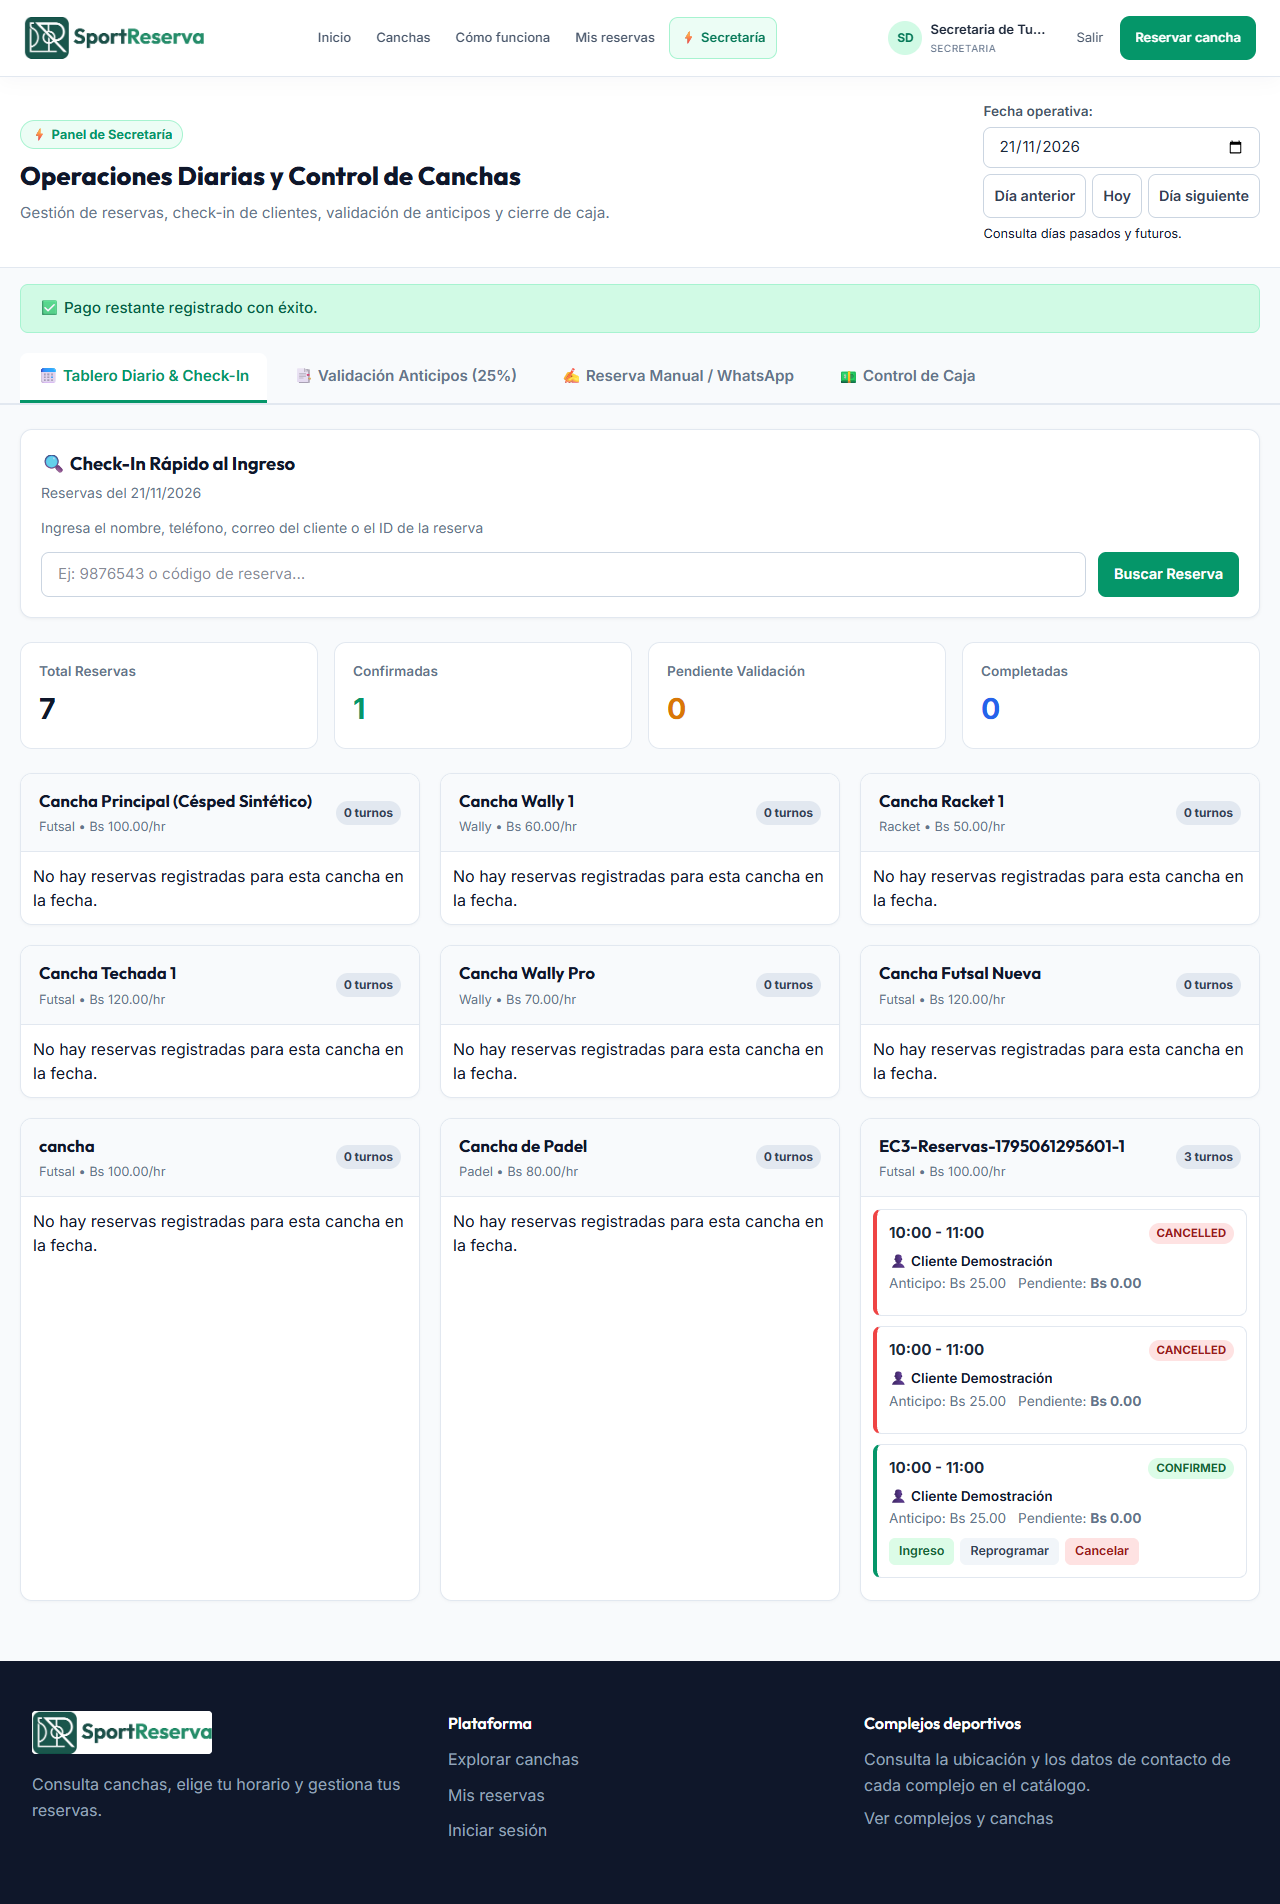 SportReserva
Inicio
Canchas
Cómo funciona
Mis reservas
Secretaría
SD
Secretaria de Tu...
SECRETARIA
Salir
Reservar cancha
Panel de Secretaría
Operaciones Diarias y Control de Canchas
Gestión de reservas, check-in de clientes, validación de anticipos y cierre de caja.
Fecha operativa:
21/11/2026
Día anterior
Hoy
Día siguiente
Consulta días pasados y futuros.
Pago restante registrado con éxito.
Tablero Diario & Check-In
Validación Anticipos (25%)
Reserva Manual / WhatsApp
Control de Caja
Check-In Rápido al Ingreso
Reservas del 21/11/2026
Ingresa el nombre, teléfono, correo del cliente o el ID de la reserva
Ej: 9876543 o código de reserva...
Buscar Reserva
Total Reservas
7
Confirmadas
1
Pendiente Validación
0
Completadas
0
Cancha Principal (Césped Sintético)
Futsal • Bs 100.00/hr
0 turnos
No hay reservas registradas para esta cancha en
la fecha.
Cancha Wally 1
Wally • Bs 60.00/hr
0 turnos
No hay reservas registradas para esta cancha en
la fecha.
Cancha Racket 1
Racket • Bs 50.00/hr
0 turnos
No hay reservas registradas para esta cancha en
la fecha.
Cancha Techada 1
Futsal • Bs 120.00/hr
0 turnos
No hay reservas registradas para esta cancha en
la fecha.
Cancha Wally Pro
Wally • Bs 70.00/hr
0 turnos
No hay reservas registradas para esta cancha en
la fecha.
Cancha Futsal Nueva
Futsal • Bs 120.00/hr
0 turnos
No hay reservas registradas para esta cancha en
la fecha.
cancha
Futsal • Bs 100.00/hr
0 turnos
No hay reservas registradas para esta cancha en
la fecha.
Cancha de Padel
Padel • Bs 80.00/hr
0 turnos
No hay reservas registradas para esta cancha en
la fecha.
EC3-Reservas-1795061295601-1
Futsal • Bs 100.00/hr
3 turnos
10:00 - 11:00
CANCELLED
Cliente Demostración
Anticipo: Bs 25.00 Pendiente: Bs 0.00
10:00 - 11:00
CANCELLED
Cliente Demostración
Anticipo: Bs 25.00 Pendiente: Bs 0.00
10:00 - 11:00
CONFIRMED
Cliente Demostración
Anticipo: Bs 25.00 Pendiente: Bs 0.00
Ingreso
Reprogramar
Cancelar
SportReserva
Consulta canchas, elige tu horario y gestiona tus
reservas.
Plataforma
Explorar canchas
Mis reservas
Iniciar sesión
Complejos deportivos
Consulta la ubicación y los datos de contacto de
cada complejo en el catálogo.
Ver complejos y canchas